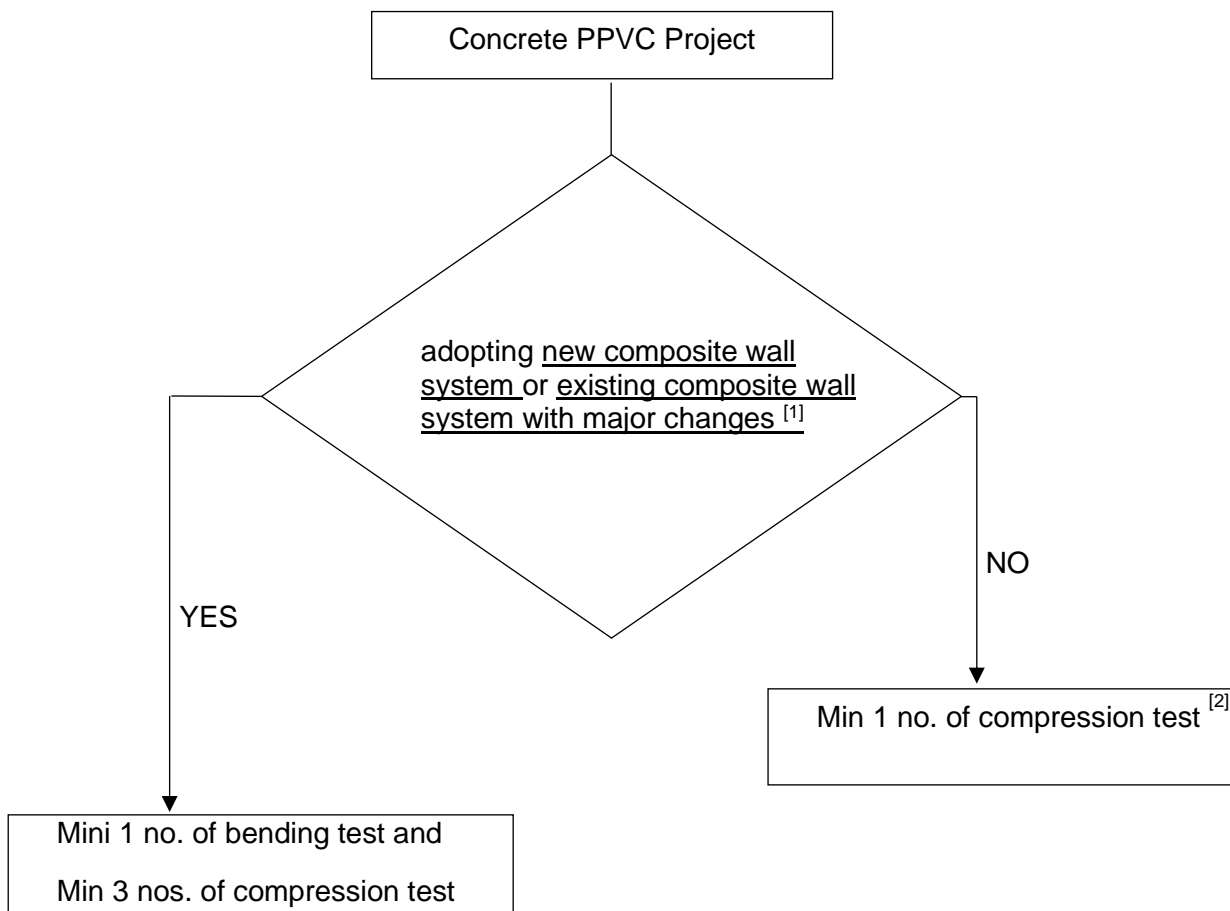 Concrete PPVC Project
adopting new composite wall
system or existing composite wall
system with major changes [1]
NO
YES
Min 1 no. of compression test [2]
Mini 1 no. of bending test and
Min 3 nos. of compression test